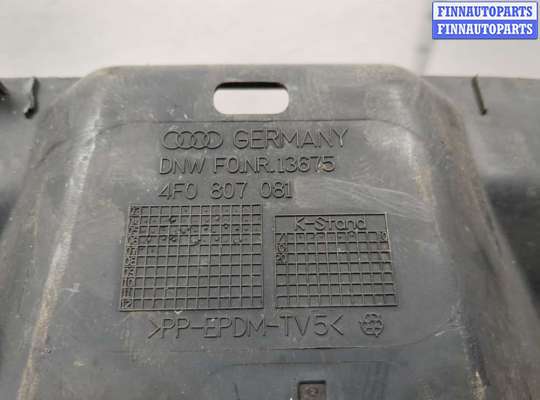 FINNAUTOPARTS
FINNAUTOPARTS
GERMANY
DNW FO.NR.13675
4F0 807 081
K-Stand
>PP-EPDM-TV5<